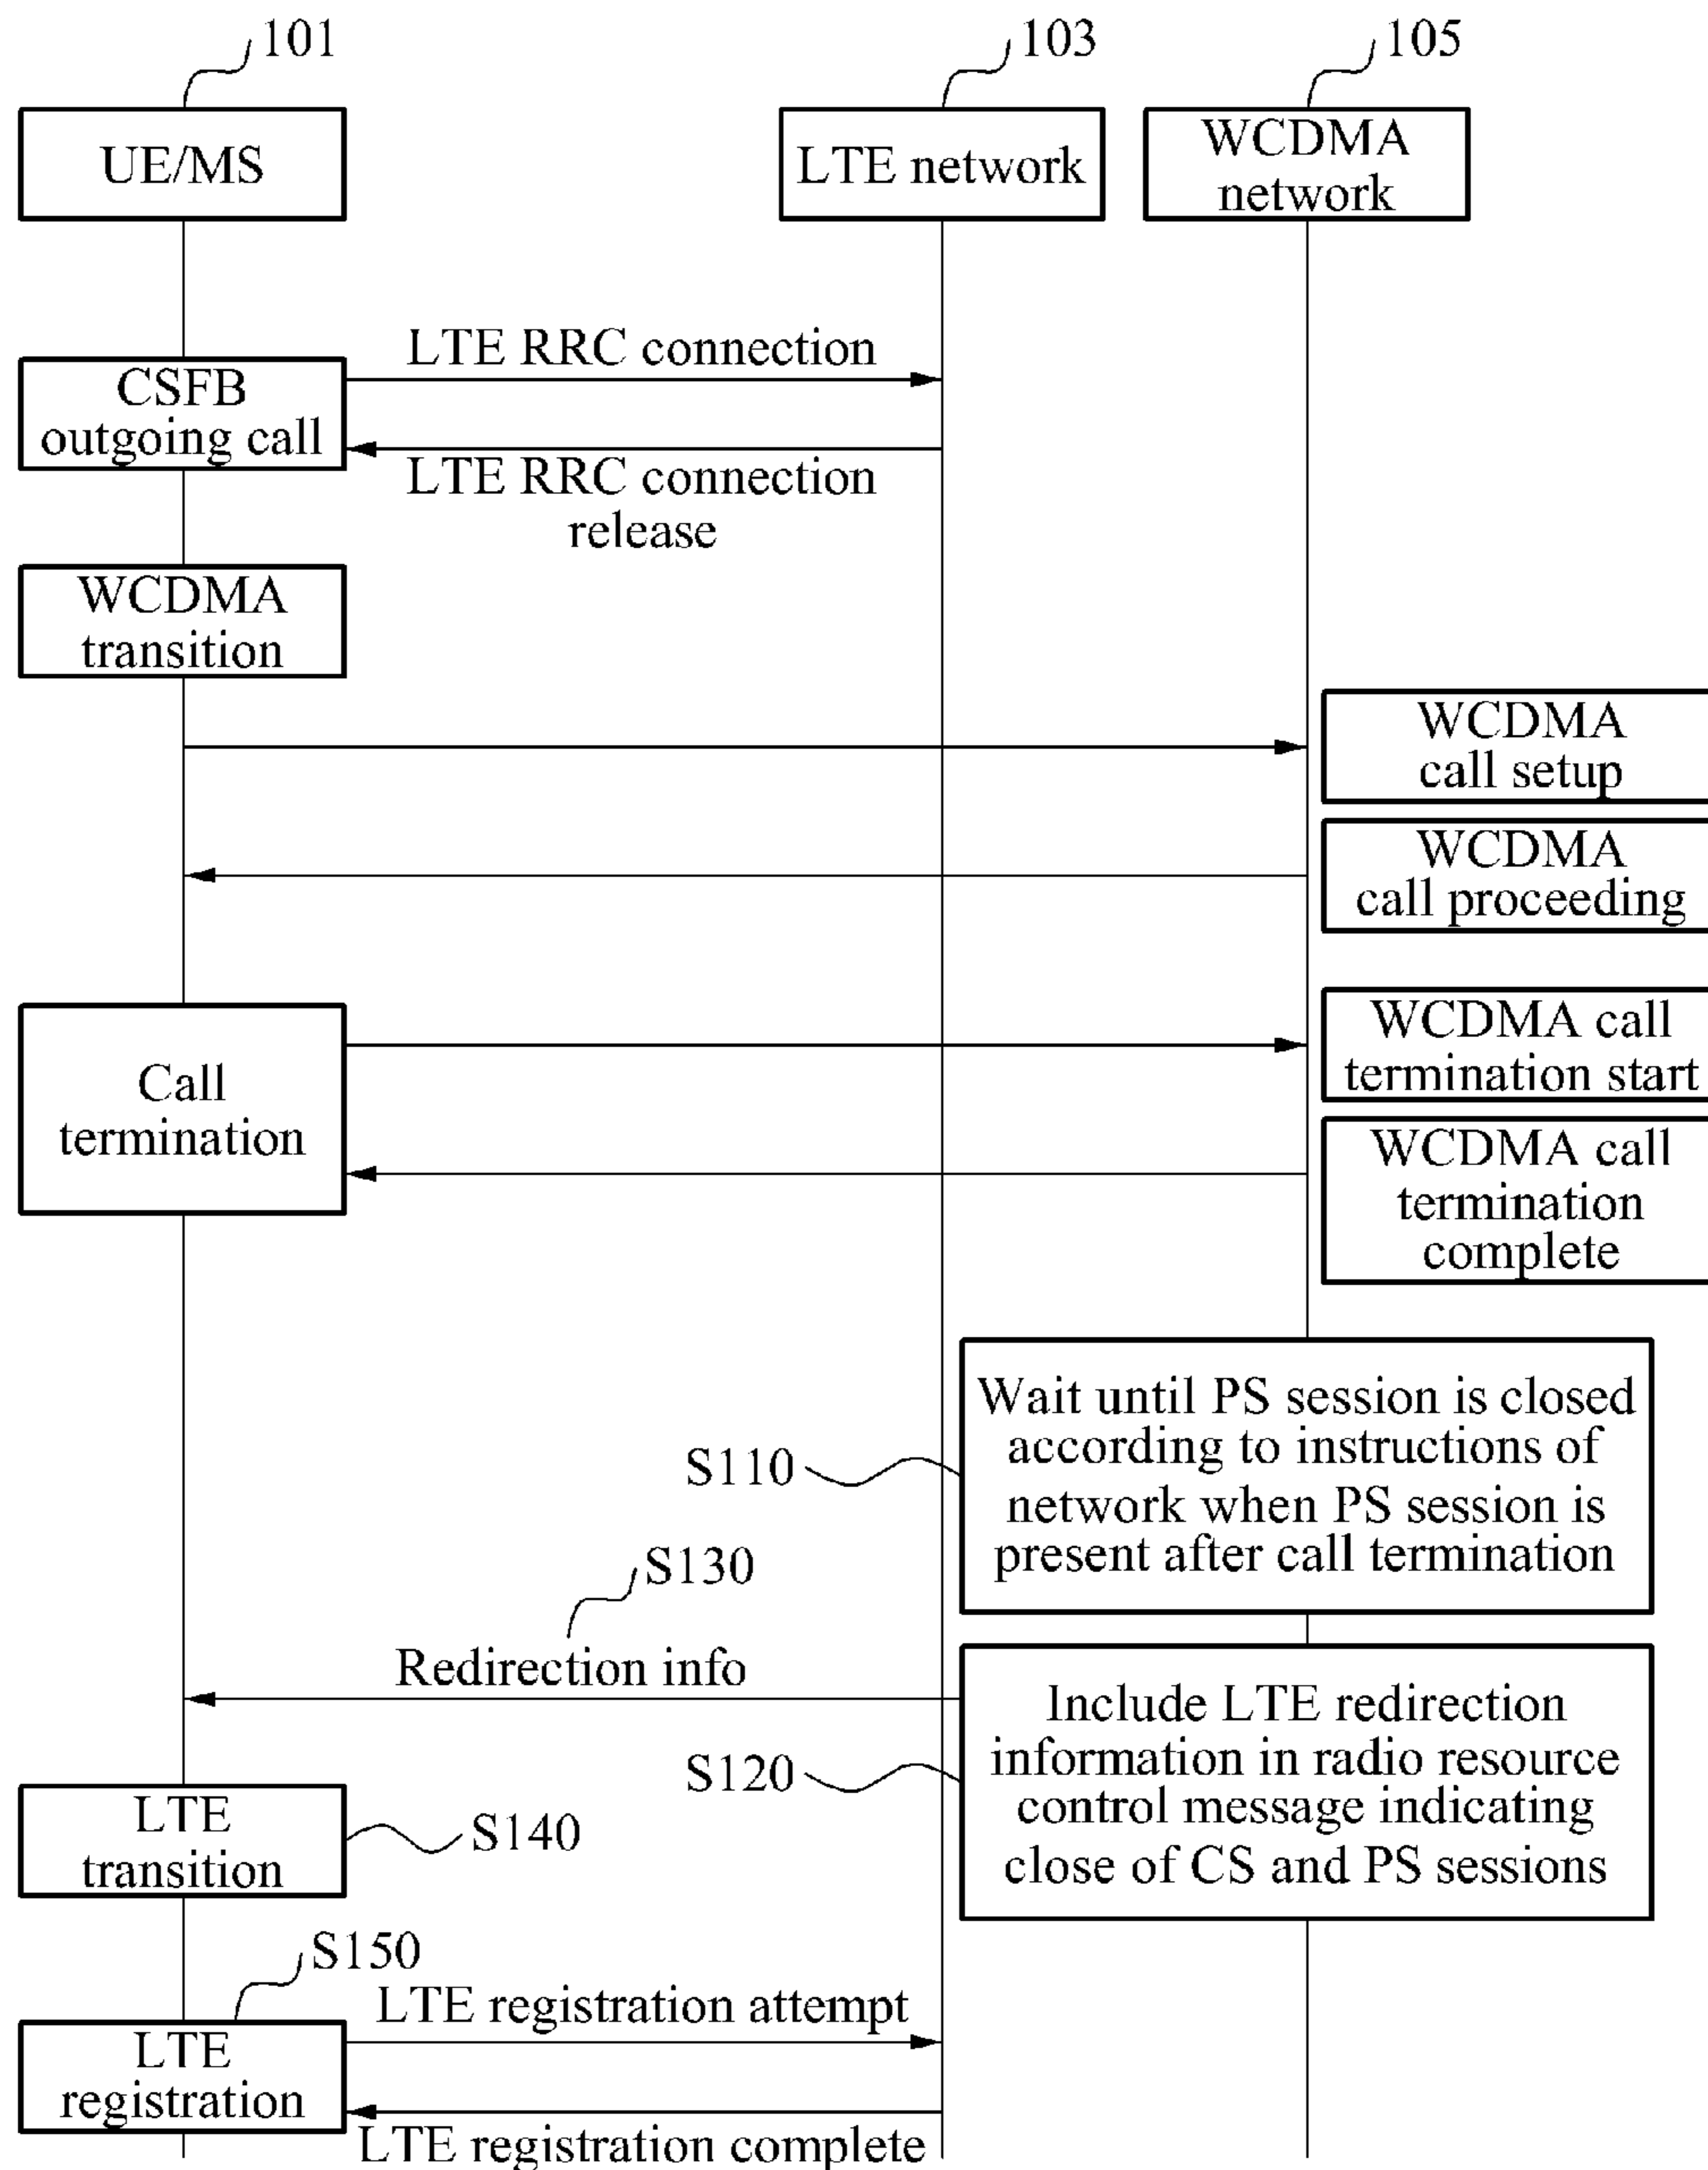 101
103
105
UE/MS
LTE network
WCDMA
network
LTE RRC connection
CSFB
outgoing call
LTE RRC connection
release
WCDMA
transition
WCDMA
call setup
WCDMA
call proceeding
WCDMA call
termination start
Call
termination
WCDMA call
termination
complete
Wait until PS session is closed
according to instructions of
network when PS session is
present after call termination
S110
S130
Redirection info
Include LTE redirection
information in radio resource
control message indicating
close of CS and PS sessions
S120
LTE
transition
S140
S150
LTE registration attempt
LTE
registration
LTE registration complete